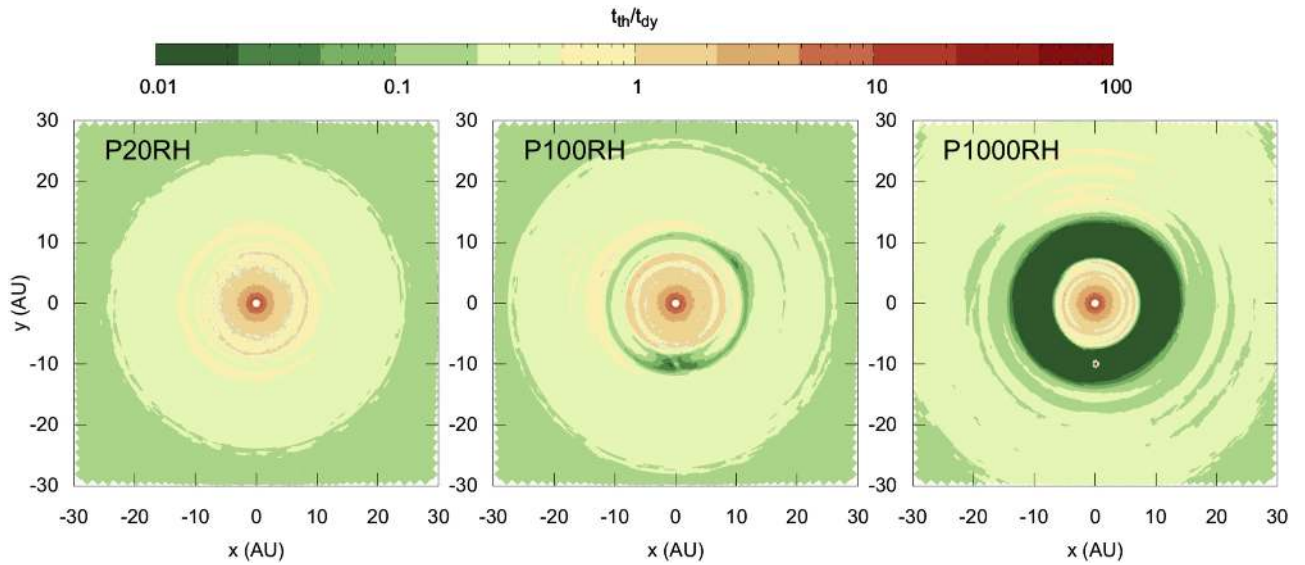 t_th/t_dy
0.01 0.1 1 10 100
P20RH P100RH P1000RH
30 30 30
20 20 20
10 10 10
y (AU) 0 0 0
-10 -10 -10
-20 -20 -20
-30 -30 -30
-30 -20 -10 0 10 20 30 -30 -20 -10 0 10 20 30 -30 -20 -10 0 10 20 30
x (AU) x (AU) x (AU)